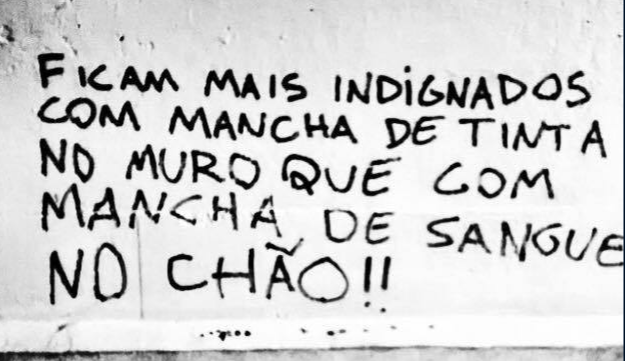 FICAM MAIS INDiGNADOS
COM MANCHA DE TINTA
NO MURO QUE COM
MANCHA DE SANGUE
NO CHÃO!!